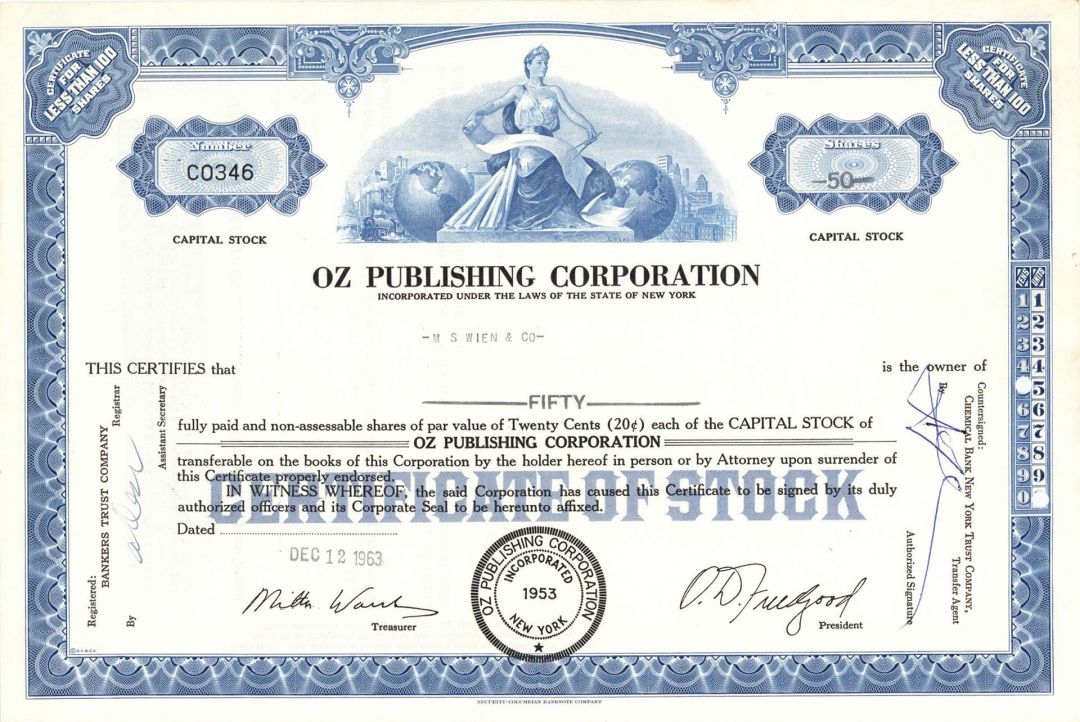 CERTIFICATE
FOR
LESS THAN 100
SHARES
CERTIFICATE
FOR
LESS THAN 100
SHARES
Number
C0346
Shares
-50-
CAPITAL STOCK
CAPITAL STOCK
OZ PUBLISHING CORPORATION
INCORPORATED UNDER THE LAWS OF THE STATE OF NEW YORK
-M S WIEN & CO-
THIS CERTIFIES that
is the owner of
FIFTY
fully paid and non-assessable shares of par value of Twenty Cents (20¢) each of the CAPITAL STOCK of
OZ PUBLISHING CORPORATION
transferable on the books of this Corporation by the holder hereof in person or by Attorney upon surrender of
this Certificate properly endorsed.
IN WITNESS WHEREOF, the said Corporation has caused this Certificate to be signed by its duly
authorized officers and its Corporate Seal to be hereunto affixed.
CERTIFICATE OF STOCK
Dated
DEC 12 1963
OZ PUBLISHING CORPORATION
INCORPORATED
1953
NEW YORK
Treasurer
O. D. Freedgood
President
Registered:
BANKERS TRUST COMPANY
Registrar
By
Assistant Secretary
Countersigned:
CHEMICAL BANK NEW YORK TRUST COMPANY,
Transfer Agent
By
Authorized Signature
TENS UNITS
1 1
2 2
3 3
4 4
5
6 6
7 7
8 8
9 9
0
© S-C.B.Co.
SECURITY-COLUMBIAN BANKNOTE COMPANY